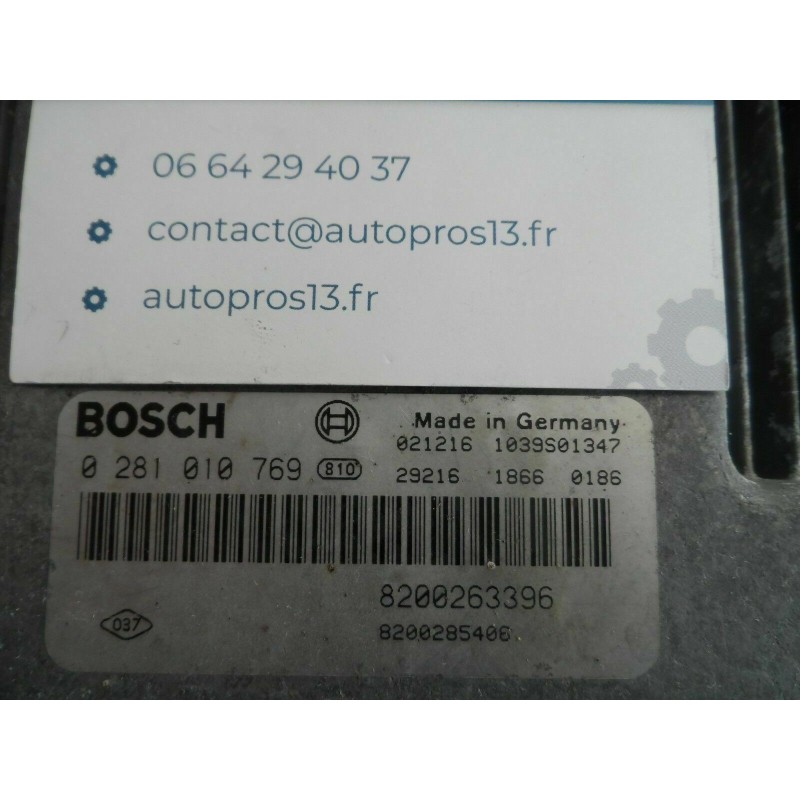 06 64 29 40 37
contact@autopros13.fr
autopros13.fr
BOSCH Made in Germany
021216 1039S01347
0 281 010 769 810 29216 1866 0186
8200263396
037
8200285406